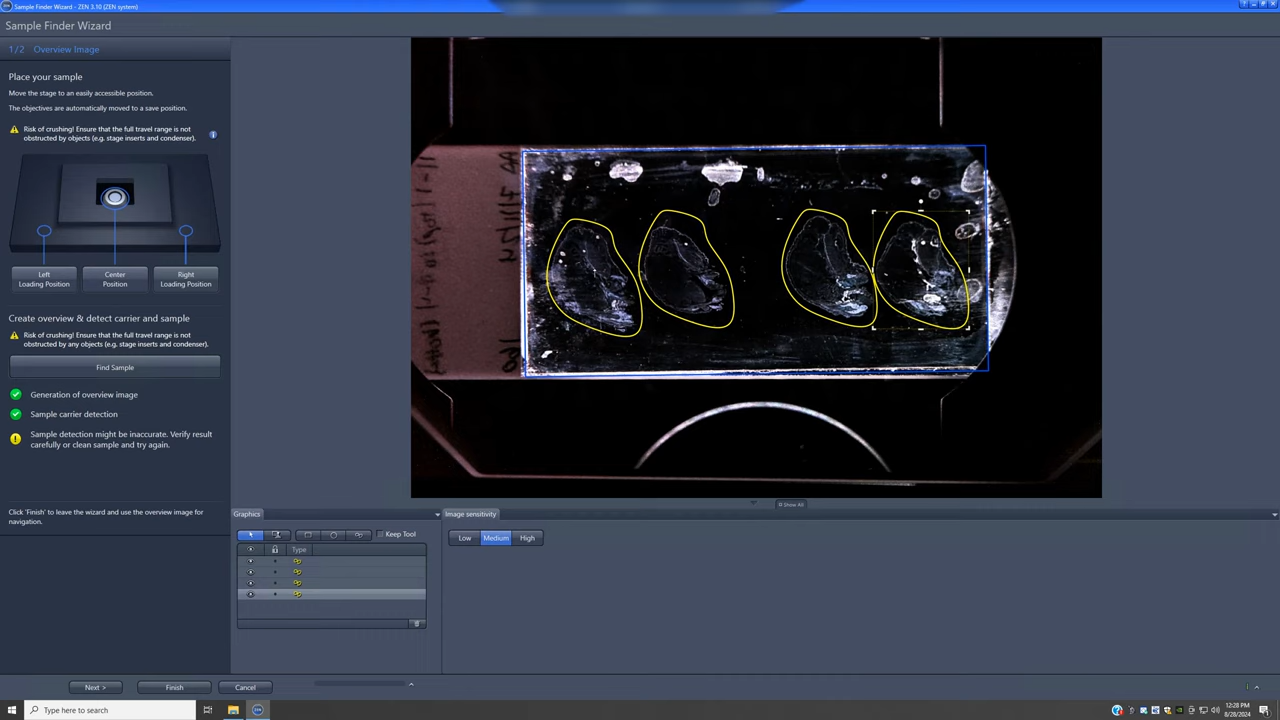 Sample Finder Wizard - ZEN 3.10 (ZEN system)
Sample Finder Wizard
1/2 Overview Image
Place your sample
Move the stage to an easily accessible position.
The objectives are automatically moved to a save position.
Risk of crushing! Ensure that the full travel range is not
obstructed by objects (e.g. stage inserts and condenser).
Left
Loading Position
Center
Position
Right
Loading Position
Create overview & detect carrier and sample
Risk of crushing! Ensure that the full travel range is not
obstructed by any objects (e.g. stage inserts and condenser).
Find Sample
Generation of overview image
Sample carrier detection
Sample detection might be inaccurate. Verify result
carefully or clean sample and try again.
Click 'Finish' to leave the wizard and use the overview image for
navigation.
Show All
Graphics
Keep Tool
Type
Image sensitivity
Low
Medium
High
Next >
Finish
Cancel
Type here to search
12:28 PM
8/28/2024